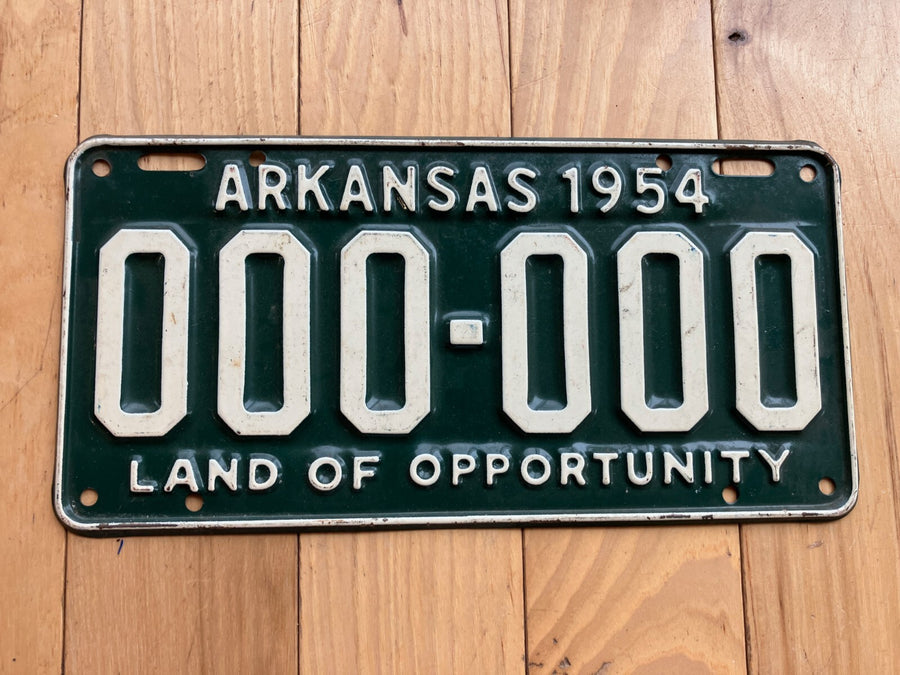 ARKANSAS 1954
000-000
LAND OF OPPORTUNITY